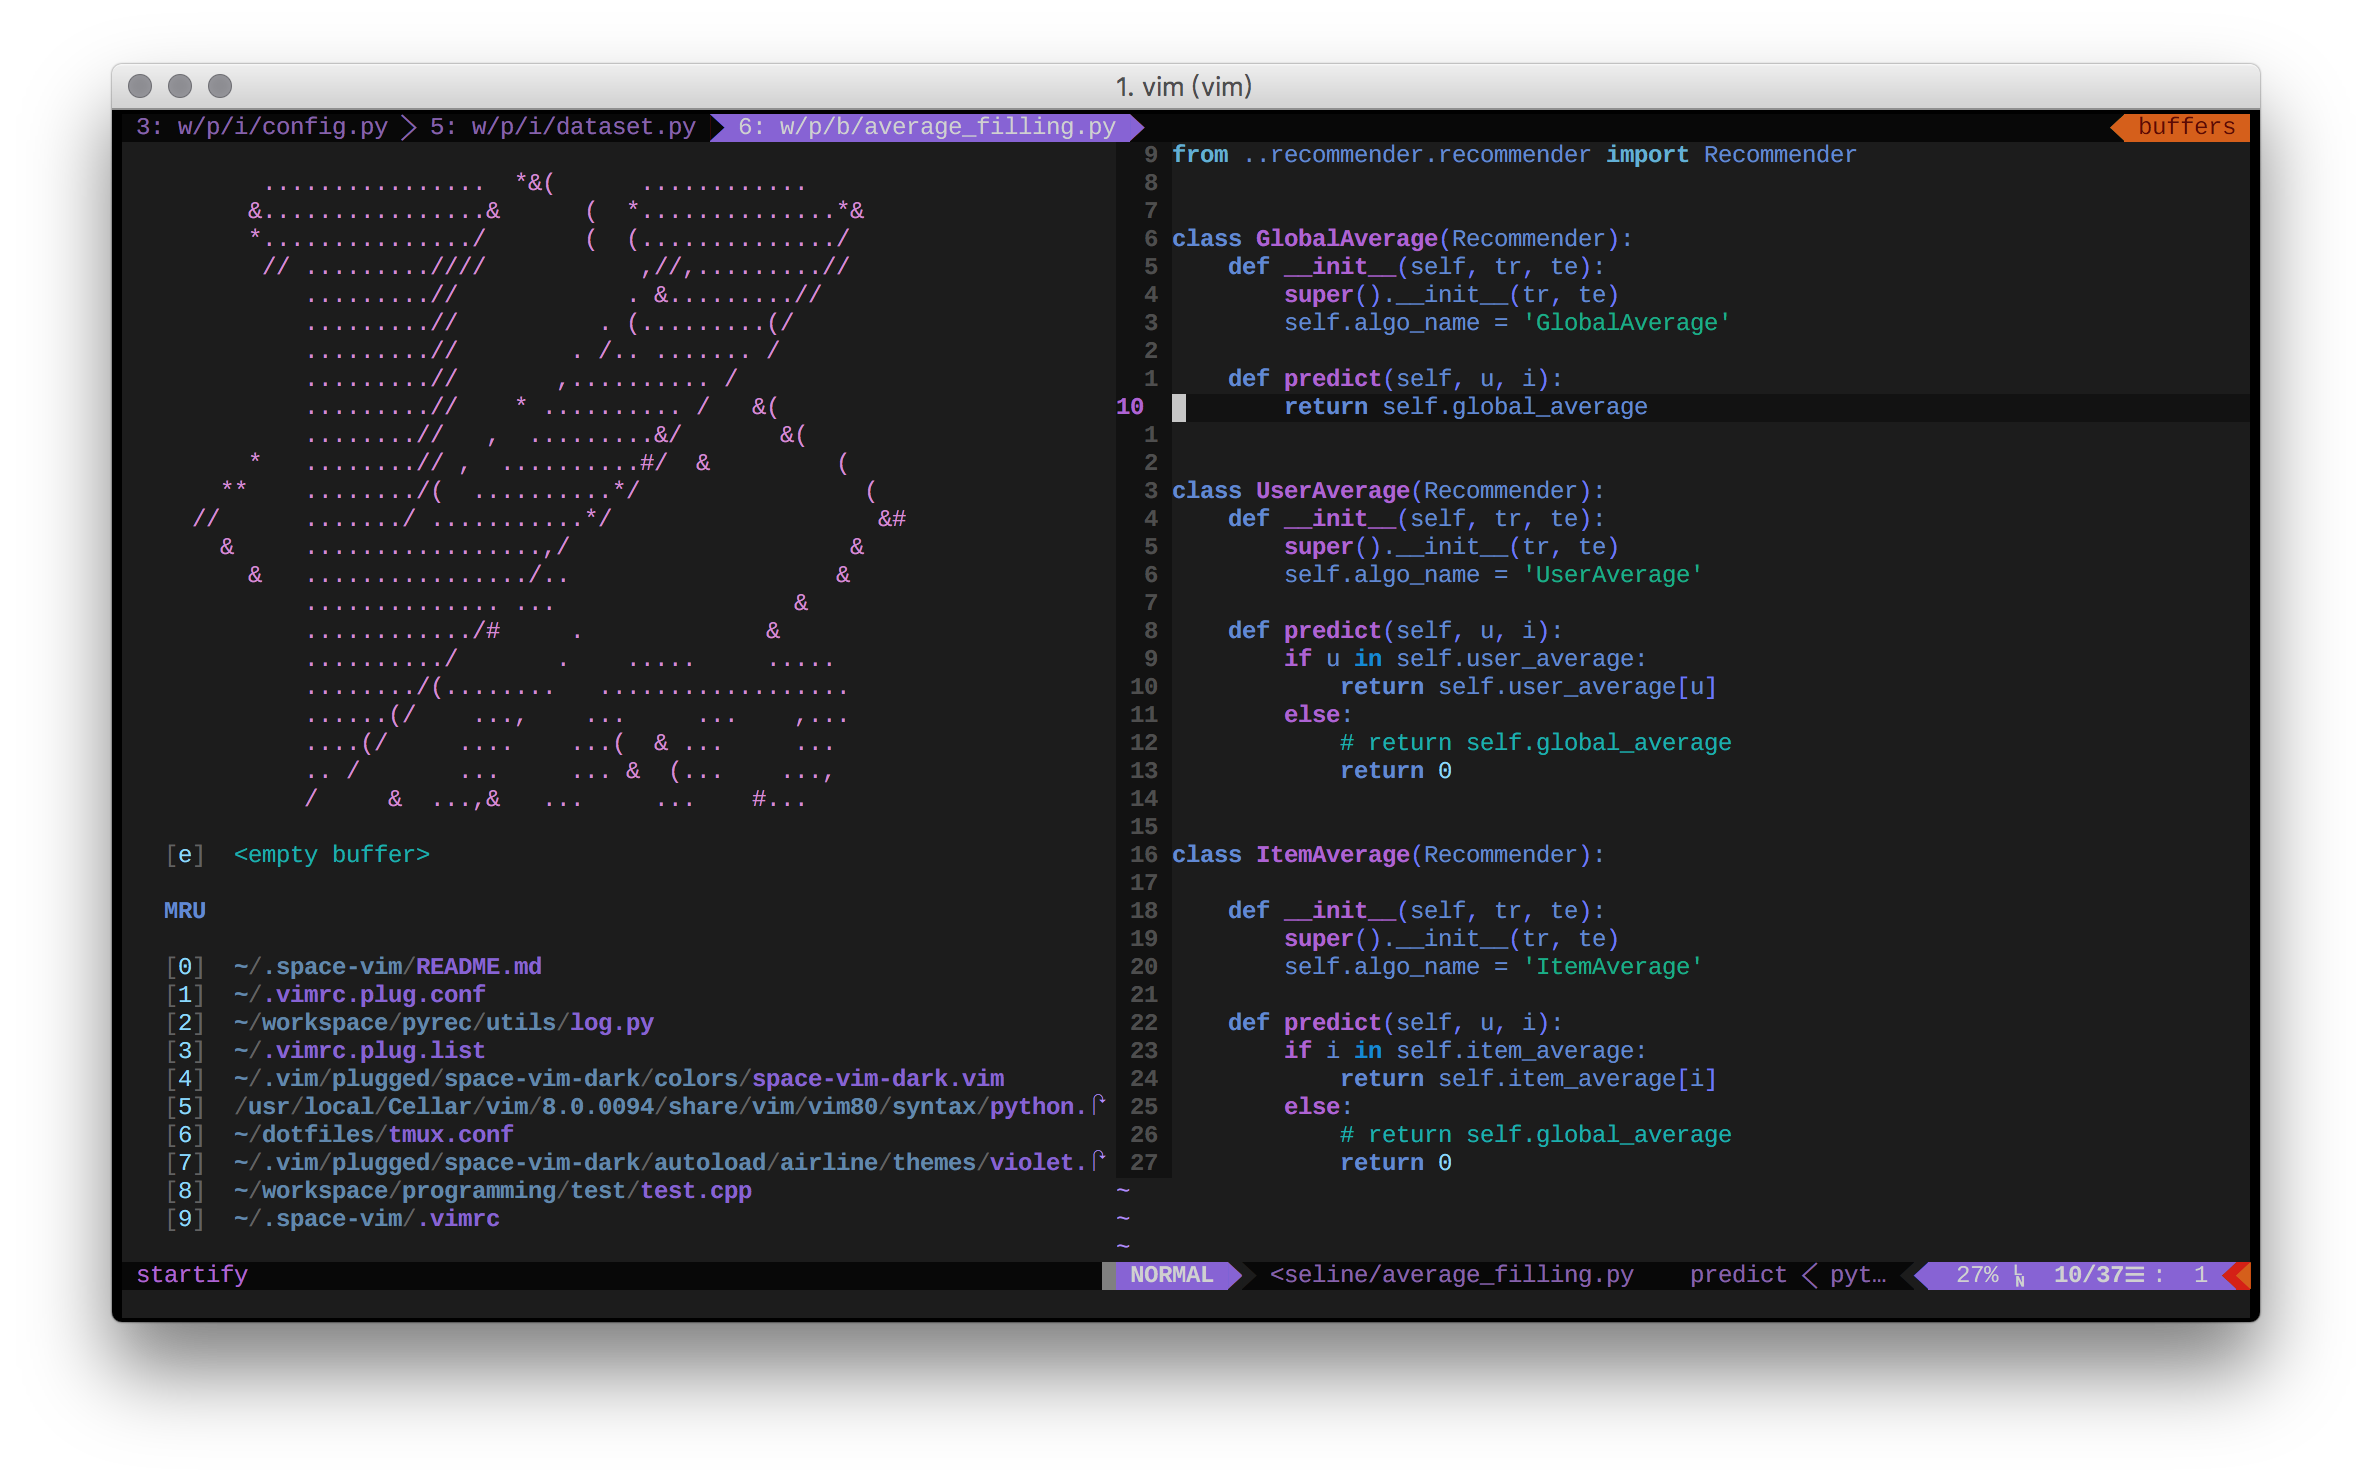 1. vim (vim)
3: w/p/i/config.py 5: w/p/i/dataset.py 6: w/p/b/average_filling.py buffers
................  *&(      ............
&................&      (  *..............*&
*.............../       (  (............../
// .........////           ,//,.........//
.........//            . &.........//
.........//          . (.........(/
.........//        . /.. ....... /
.........//       ,.......... /
.........//    * .......... /   &(
........//   ,  .........&/       &(
*   ........// ,  ..........#/  &         (
**    ......../(  ..........*/                (
//      ......./ ...........*/                   &#
&     .................,/                    &
&   ................/..                   &
.............. ...                 &
............/#     .           &
........../       .    .....     .....
......../(........   ..................
......(/    ...,    ...     ...    ,...
....(/     ....    ...(  & ...     ...
.. /       ...     ... &  (...    ...,
/     &  ...,&   ...     ...    #...
[e]  <empty buffer>
MRU
[0]  ~/.space-vim/README.md
[1]  ~/.vimrc.plug.conf
[2]  ~/workspace/pyrec/utils/log.py
[3]  ~/.vimrc.plug.list
[4]  ~/.vim/plugged/space-vim-dark/colors/space-vim-dark.vim
[5]  /usr/local/Cellar/vim/8.0.0094/share/vim/vim80/syntax/python.
[6]  ~/dotfiles/tmux.conf
[7]  ~/.vim/plugged/space-vim-dark/autoload/airline/themes/violet.
[8]  ~/workspace/programming/test/test.cpp
[9]  ~/.space-vim/.vimrc
startify
9 from ..recommender.recommender import Recommender
8
7
6 class GlobalAverage(Recommender):
5     def __init__(self, tr, te):
4         super().__init__(tr, te)
3         self.algo_name = 'GlobalAverage'
2
1     def predict(self, u, i):
10         return self.global_average
1
2
3 class UserAverage(Recommender):
4     def __init__(self, tr, te):
5         super().__init__(tr, te)
6         self.algo_name = 'UserAverage'
7
8     def predict(self, u, i):
9         if u in self.user_average:
10             return self.user_average[u]
11         else:
12             # return self.global_average
13             return 0
14
15
16 class ItemAverage(Recommender):
17
18     def __init__(self, tr, te):
19         super().__init__(tr, te)
20         self.algo_name = 'ItemAverage'
21
22     def predict(self, u, i):
23         if i in self.item_average:
24             return self.item_average[i]
25         else:
26             # return self.global_average
27             return 0
~
~
~
NORMAL <seline/average_filling.py predict pyt… 27% LN 10/37☰ : 1